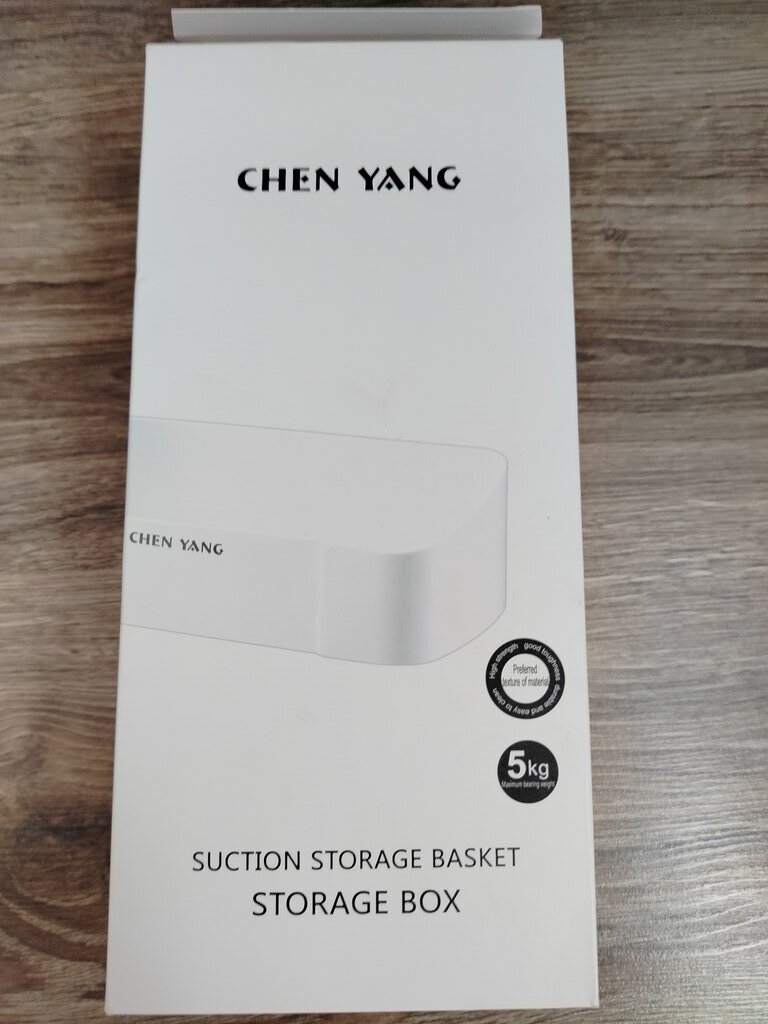 CHEN YANG
CHEN YANG
High strength good toughness durable and easy to clean
Preferred
texture of material
5kg
Maximum bearing weight
SUCTION STORAGE BASKET
STORAGE BOX